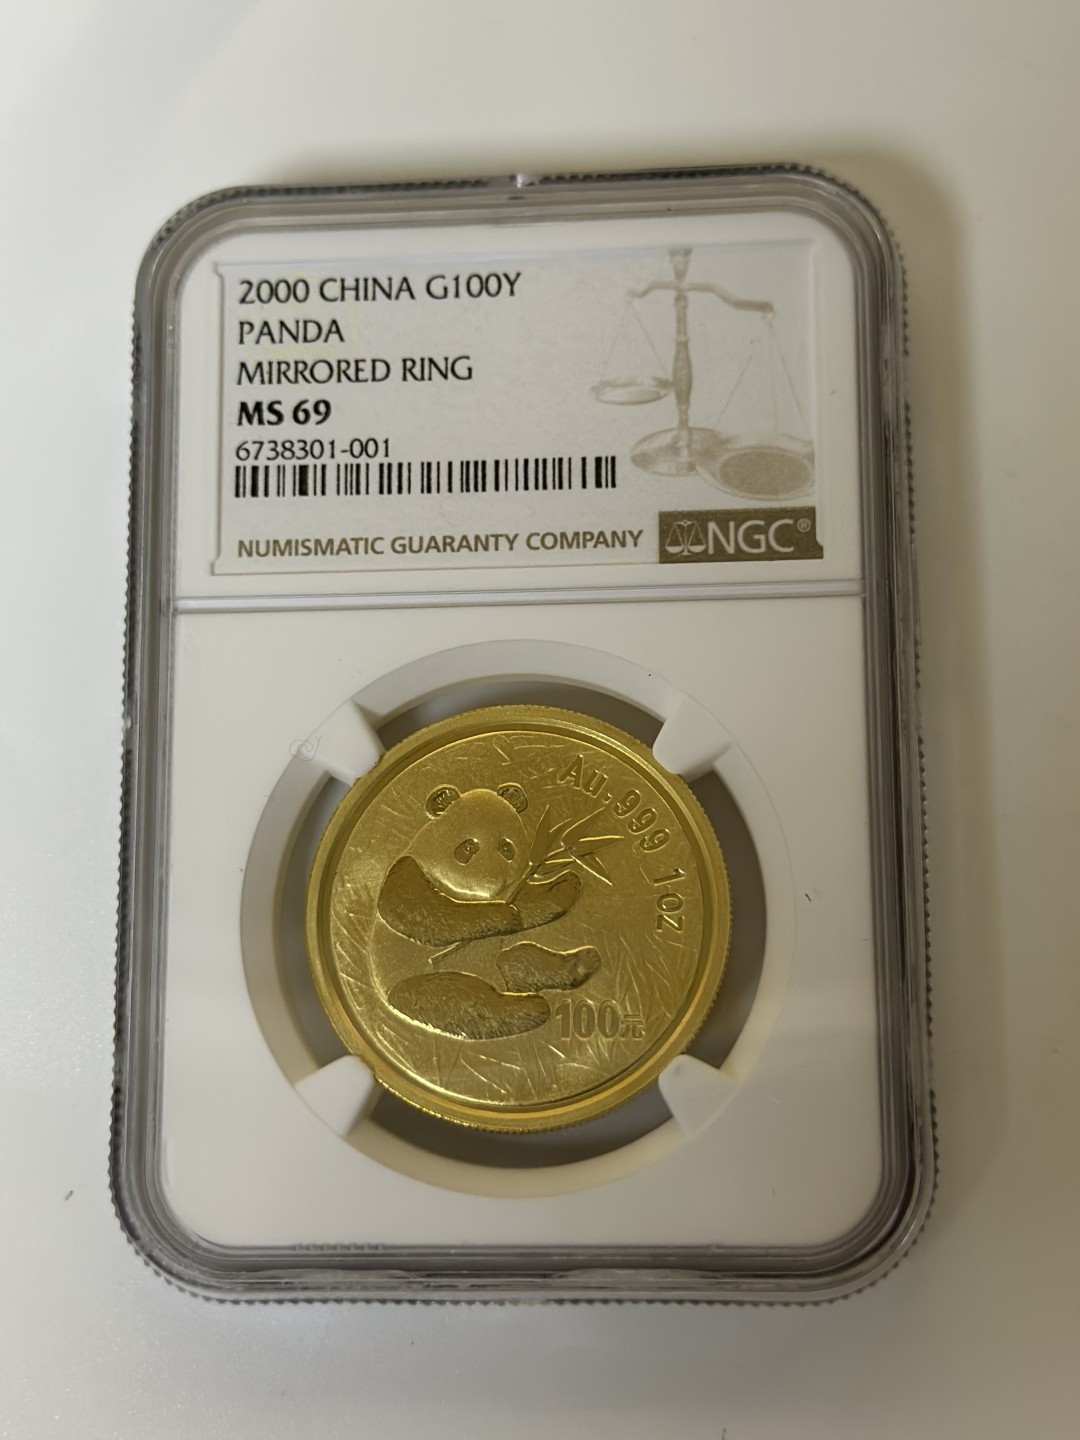 2000 CHINA G100Y
PANDA
MIRRORED RING
MS 69
6738301-001
NUMISMATIC GUARANTY COMPANY
NGC®
Au.999 1OZ
100元